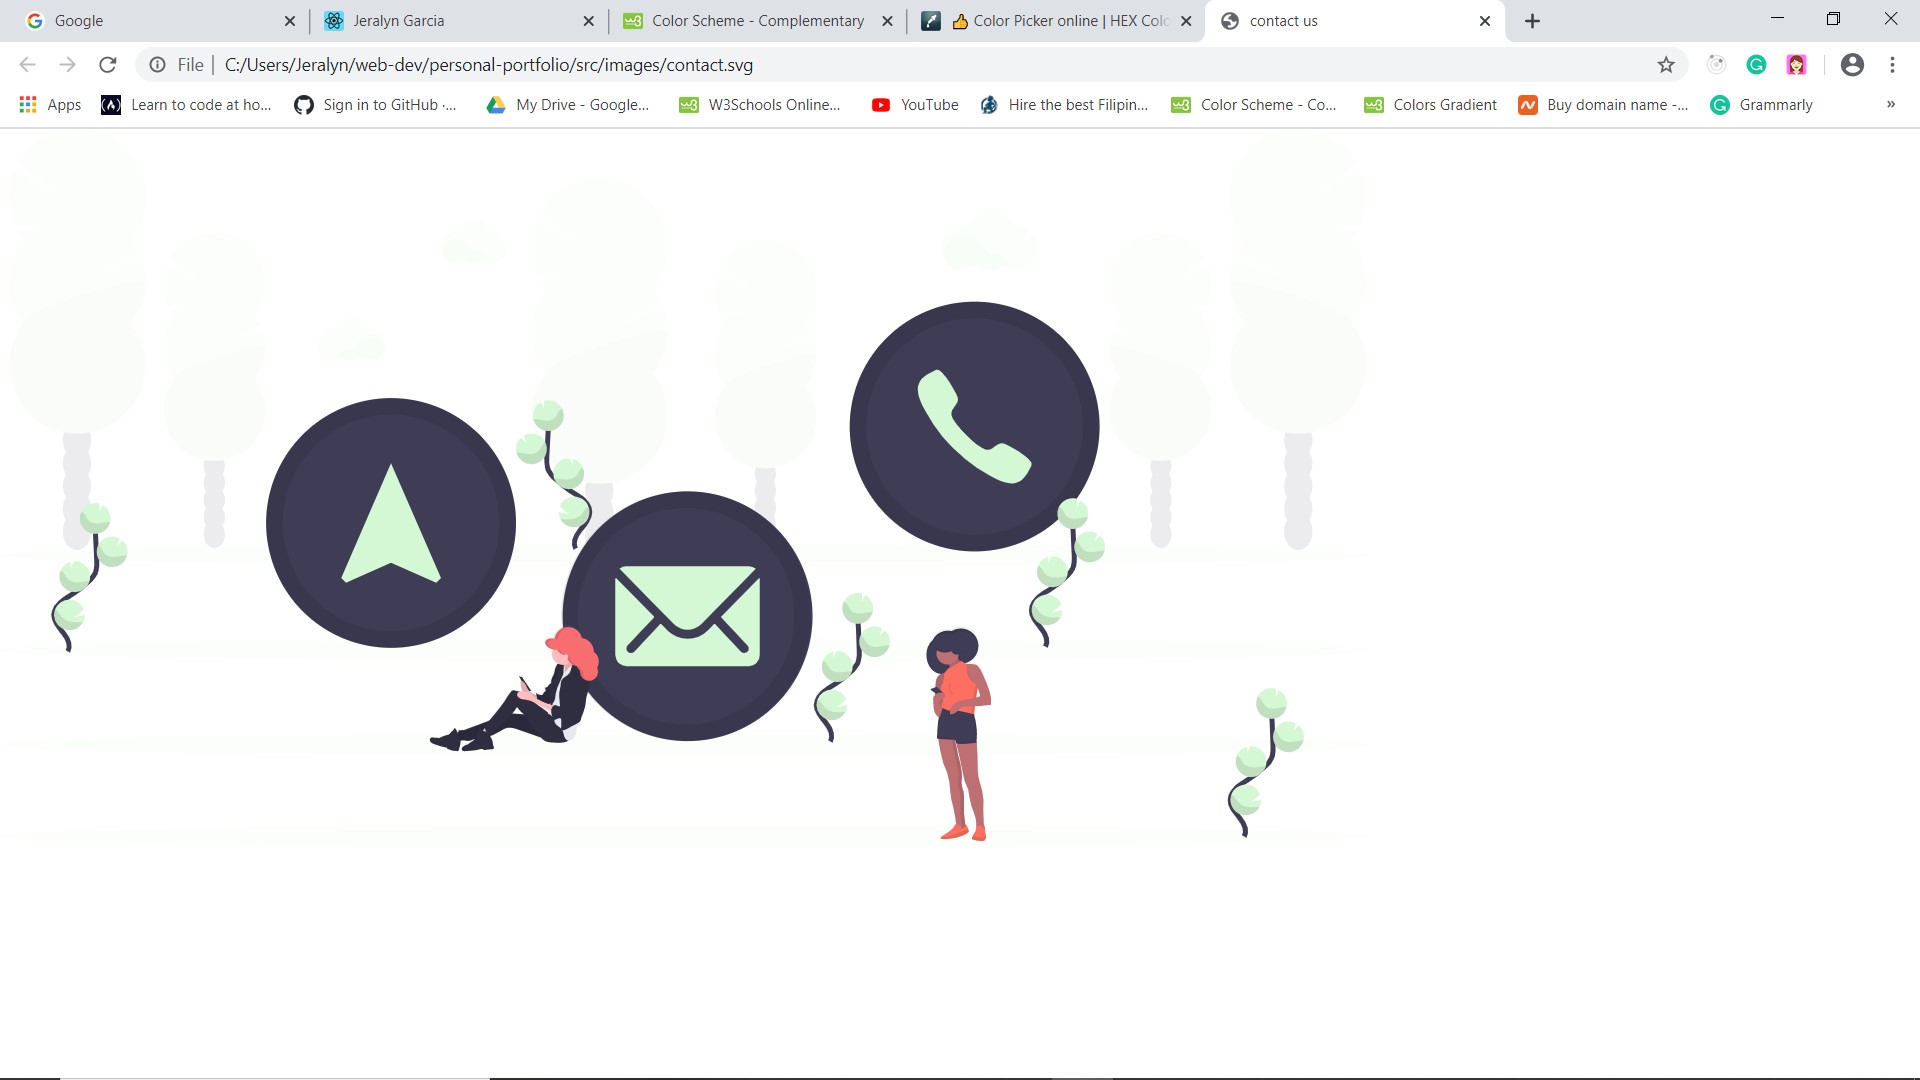 Google
Jeralyn Garcia
Color Scheme - Complementary
👍 Color Picker online | HEX Colo
contact us
File
C:/Users/Jeralyn/web-dev/personal-portfolio/src/images/contact.svg
Apps
Learn to code at ho...
Sign in to GitHub ·...
My Drive - Google...
W3Schools Online...
YouTube
Hire the best Filipin...
Color Scheme - Co...
Colors Gradient
Buy domain name -...
Grammarly
»